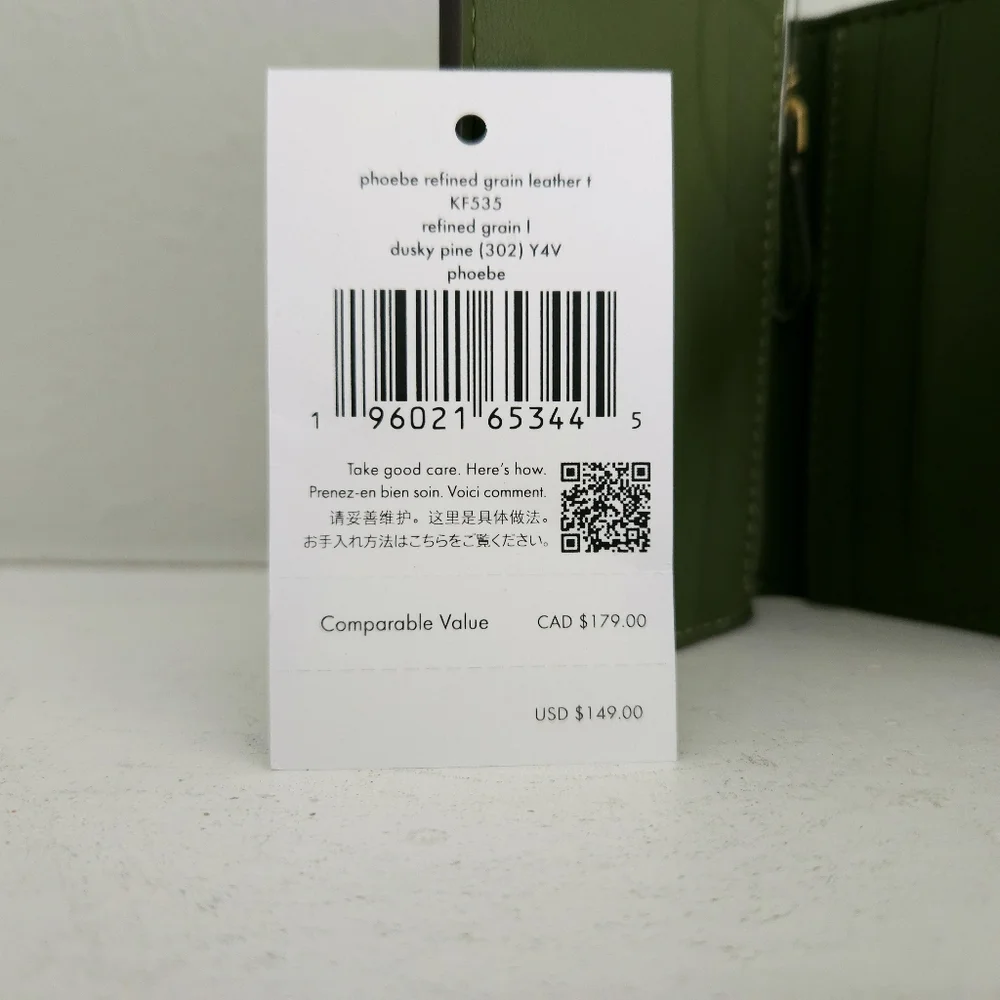 phoebe refined grain leather t
KF535
refined grain l
dusky pine (302) Y4V
phoebe
1 96021 65344 5
Take good care. Here's how.
Prenez-en bien soin. Voici comment.
请妥善维护。这里是具体做法。
お手入れ方法はこちらをご覧ください。
Comparable Value CAD $179.00
USD $149.00